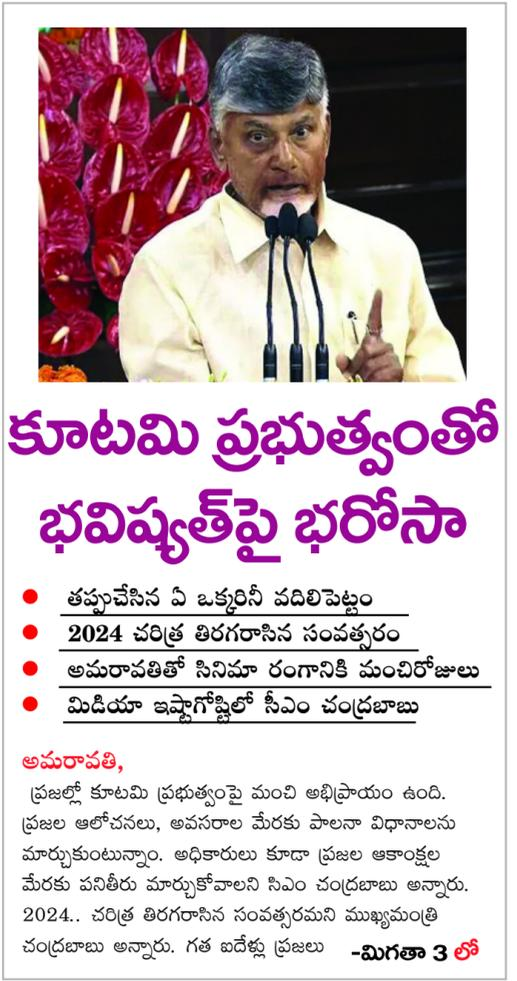 కూటమి ప్రభుత్వంతో
భవిష్యత్‌పై భరోసా
తప్పుచేసిన ఏ ఒక్కరినీ వదిలిపెట్టం
2024 చరిత్ర తిరగరాసిన సంవత్సరం
అమరావతితో సినిమా రంగానికి మంచిరోజులు
మిడియా ఇష్టాగోష్టిలో సీఎం చంద్రబాబు
అమరావతి,
ప్రజల్లో కూటమి ప్రభుత్వంపై మంచి అభిప్రాయం ఉంది.
ప్రజల ఆలోచనలు, అవసరాల మేరకు పాలనా విధానాలను
మార్చుకుంటున్నాం. అధికారులు కూడా ప్రజల ఆకాంక్షల
మేరకు పనితీరు మార్చుకోవాలని సిఎం చంద్రబాబు అన్నారు.
2024.. చరిత్ర తిరగరాసిన సంవత్సరమని ముఖ్యమంత్రి
చంద్రబాబు అన్నారు. గత ఐదేళ్లు ప్రజలు -మిగతా 3 లో